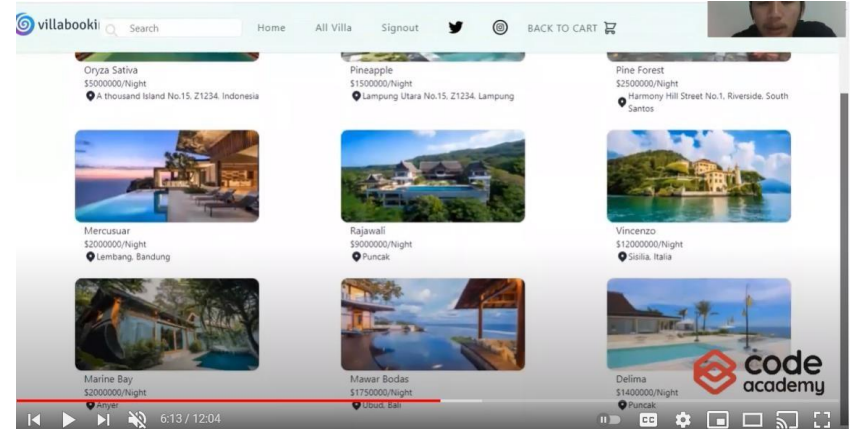 villabooki
Search
Home
All Villa
Signout
BACK TO CART
Oryza Sativa
$5000000/Night
A thousand Island No.15, Z1234, Indonesia
Pineapple
$1500000/Night
Lampung Utara No.15, Z1234, Lampung
Pine Forest
$2500000/Night
Harmony Hill Street No.1, Riverside, South
Santos
Mercusuar
$2000000/Night
Lembang, Bandung
Rajawali
$9000000/Night
Puncak
Vincenzo
$12000000/Night
Sisilia, Italia
Marine Bay
$2000000/Night
Anyer
Mawar Bodas
$1750000/Night
Ubud, Bali
Delima
$1400000/Night
Puncak
code
academy
6:13 / 12:04
CC